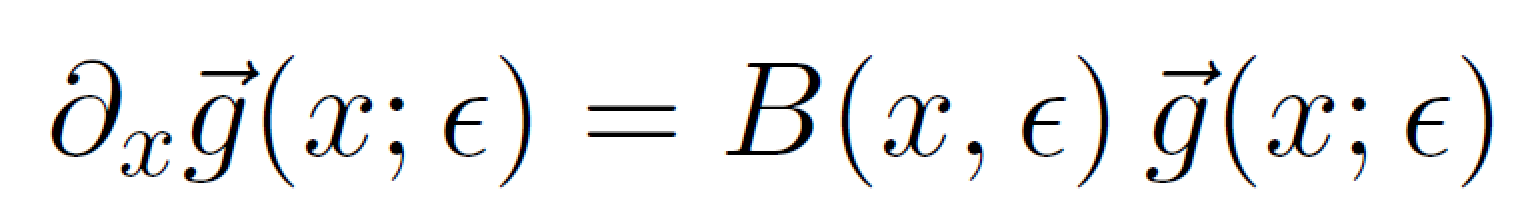 ∂ₓg⃗(x; ϵ) = B(x, ϵ) g⃗(x; ϵ)